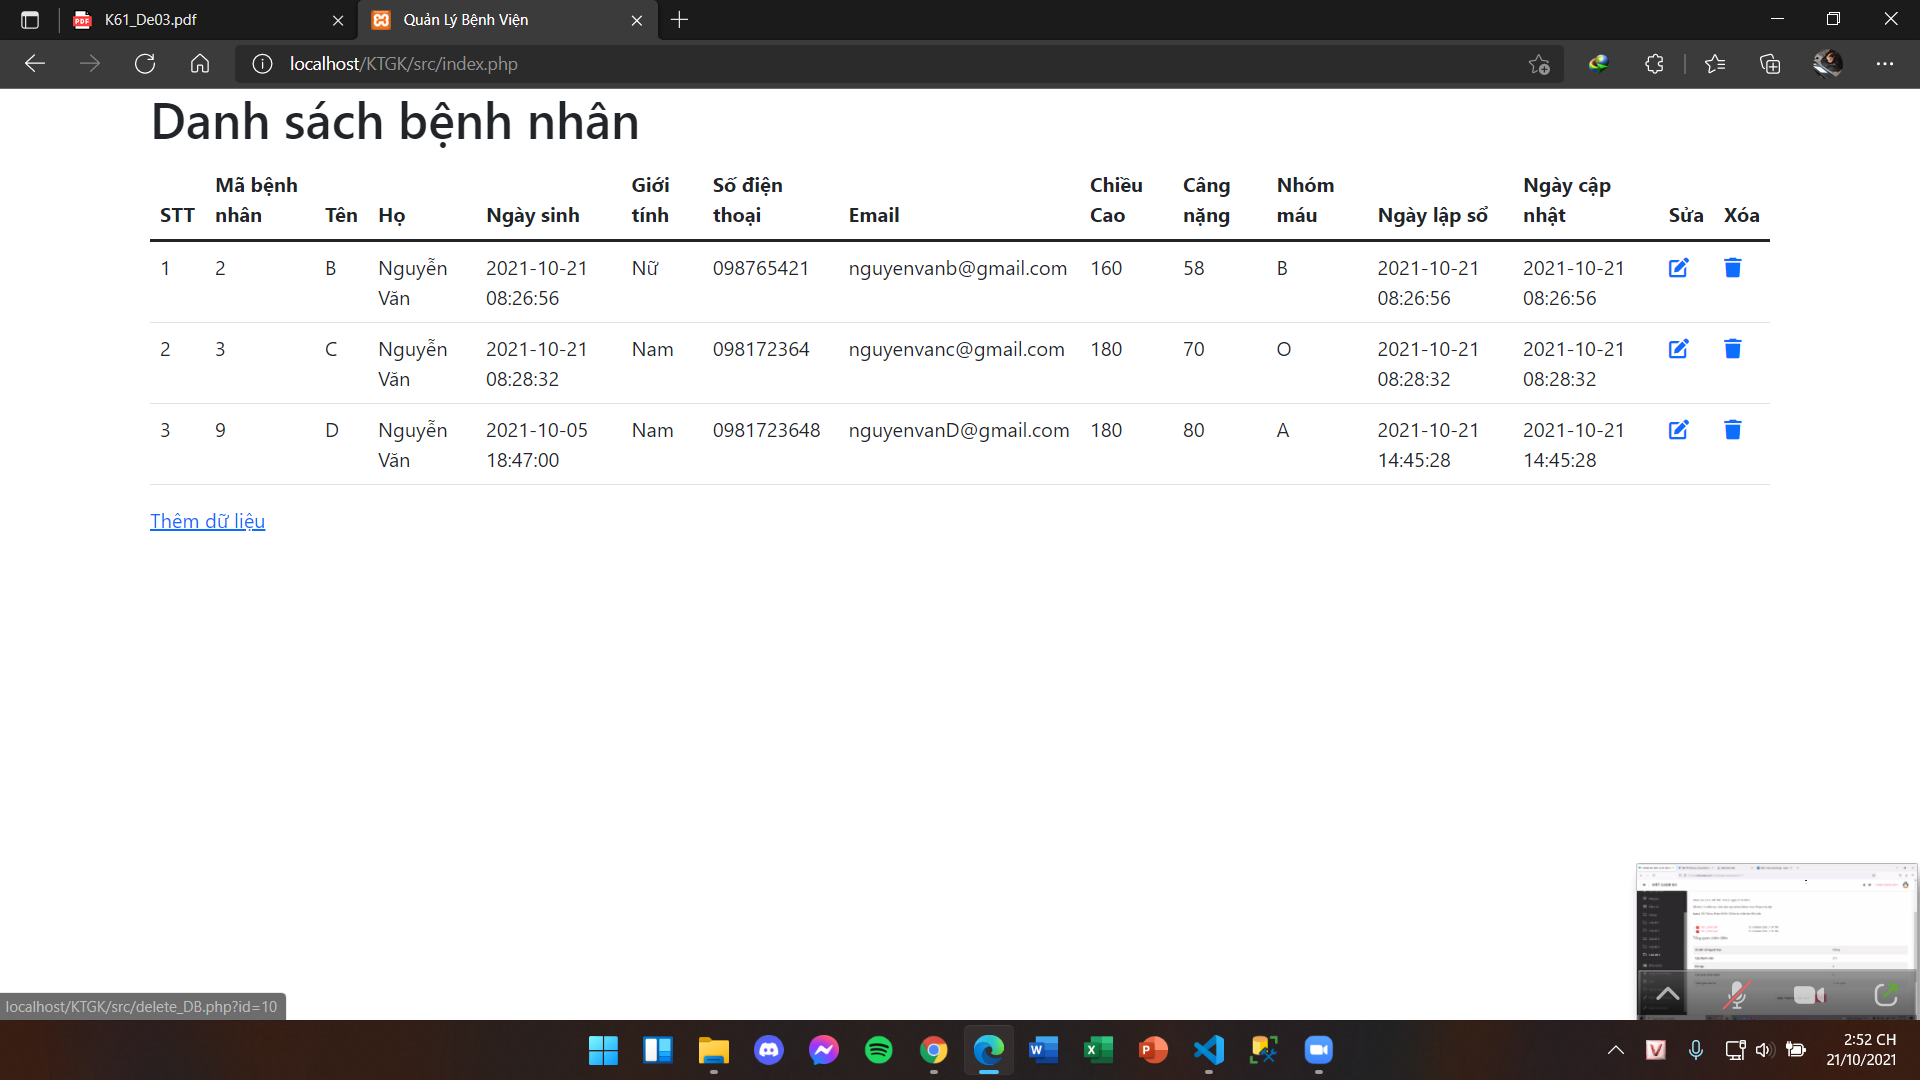 K61_De03.pdf
Quản Lý Bệnh Viện
localhost/KTGK/src/index.php
Danh sách bệnh nhân
STT Mã bệnh nhân Tên Họ Ngày sinh Giới tính Số điện thoại Email Chiều Cao Câng nặng Nhóm máu Ngày lập sổ Ngày cập nhật Sửa Xóa
1 2 B Nguyễn Văn 2021-10-21 08:26:56 Nữ 098765421 nguyenvanb@gmail.com 160 58 B 2021-10-21 08:26:56 2021-10-21 08:26:56
2 3 C Nguyễn Văn 2021-10-21 08:28:32 Nam 098172364 nguyenvanc@gmail.com 180 70 O 2021-10-21 08:28:32 2021-10-21 08:28:32
3 9 D Nguyễn Văn 2021-10-05 18:47:00 Nam 0981723648 nguyenvanD@gmail.com 180 80 A 2021-10-21 14:45:28 2021-10-21 14:45:28
Thêm dữ liệu
localhost/KTGK/src/delete_DB.php?id=10
2:52 CH
21/10/2021